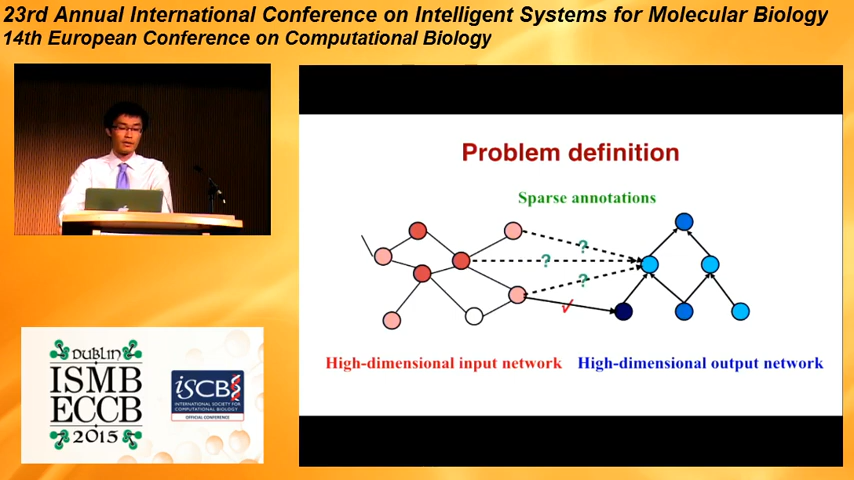 23rd Annual International Conference on Intelligent Systems for Molecular Biology
14th European Conference on Computational Biology
Problem definition
Sparse annotations
?
?
?
✓
High-dimensional input network
High-dimensional output network
DUBLIN
ISMB
ECCB
2015
iSCB
INTERNATIONAL SOCIETY FOR
COMPUTATIONAL BIOLOGY
OFFICIAL CONFERENCE